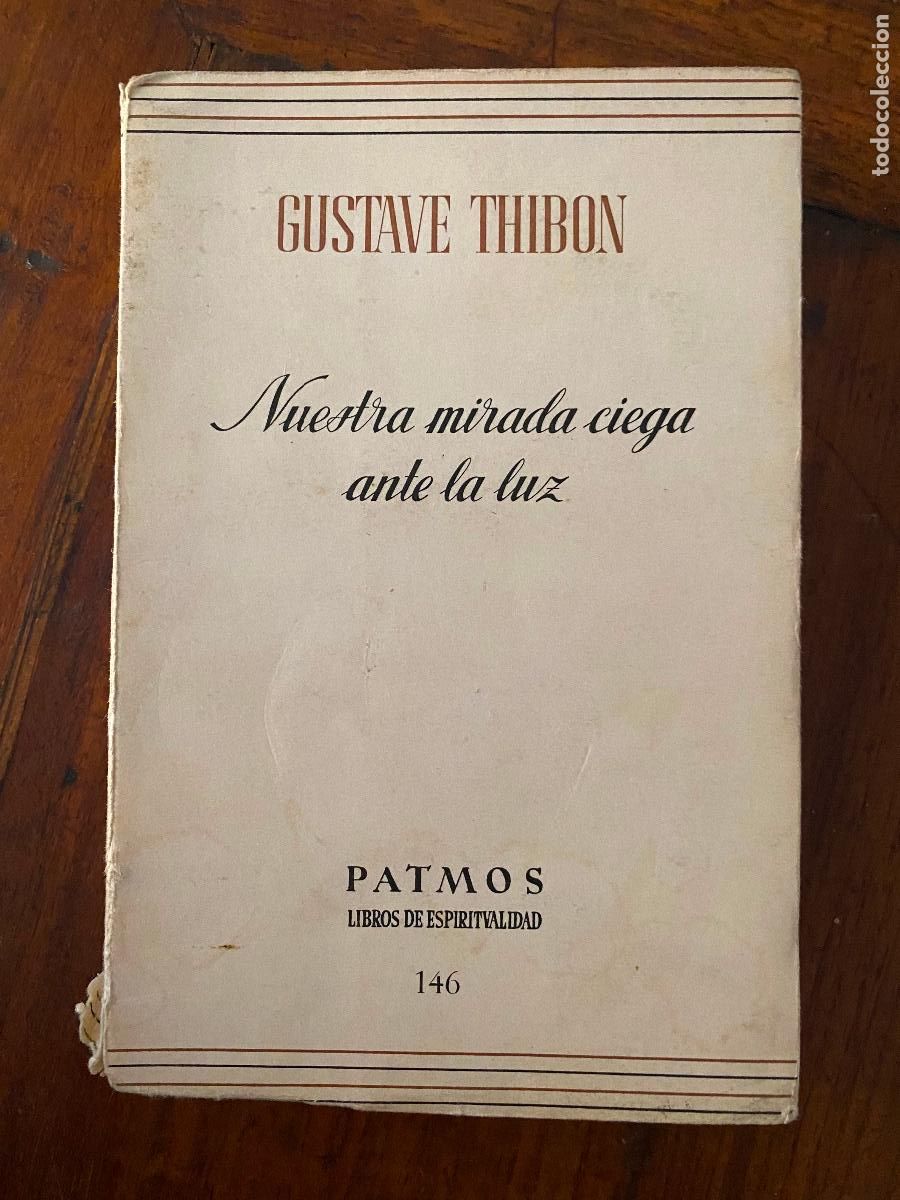 GUSTAVE THIBON
Nuestra mirada ciega
ante la luz
PATMOS
LIBROS DE ESPIRITVALIDAD
146
todocoleccion